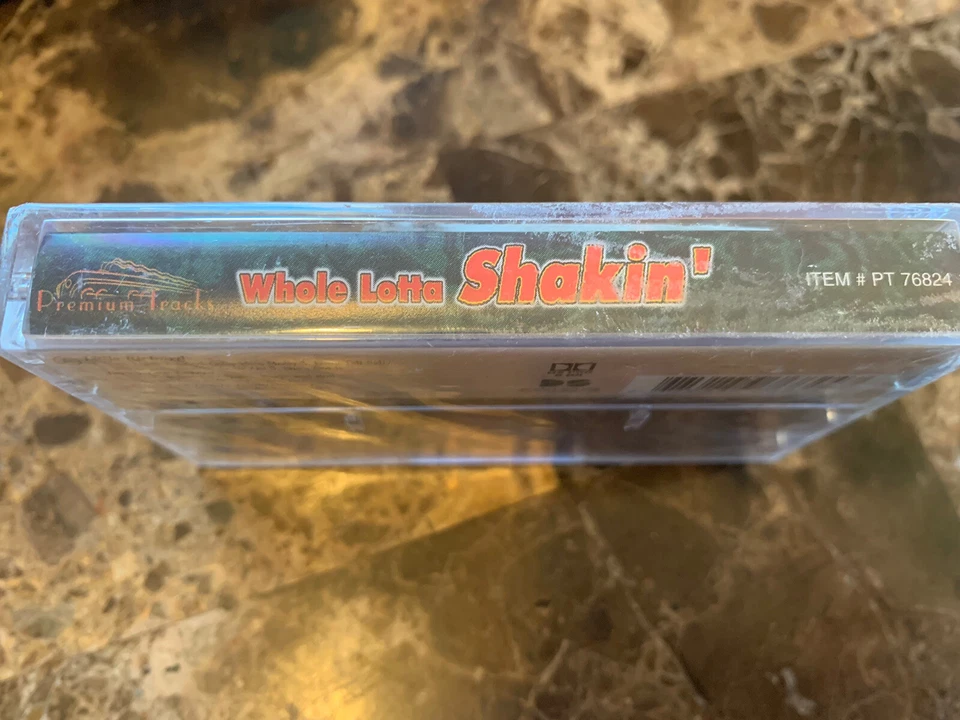 Premium Tracks
Whole Lotta Shakin'
ITEM # PT 76824